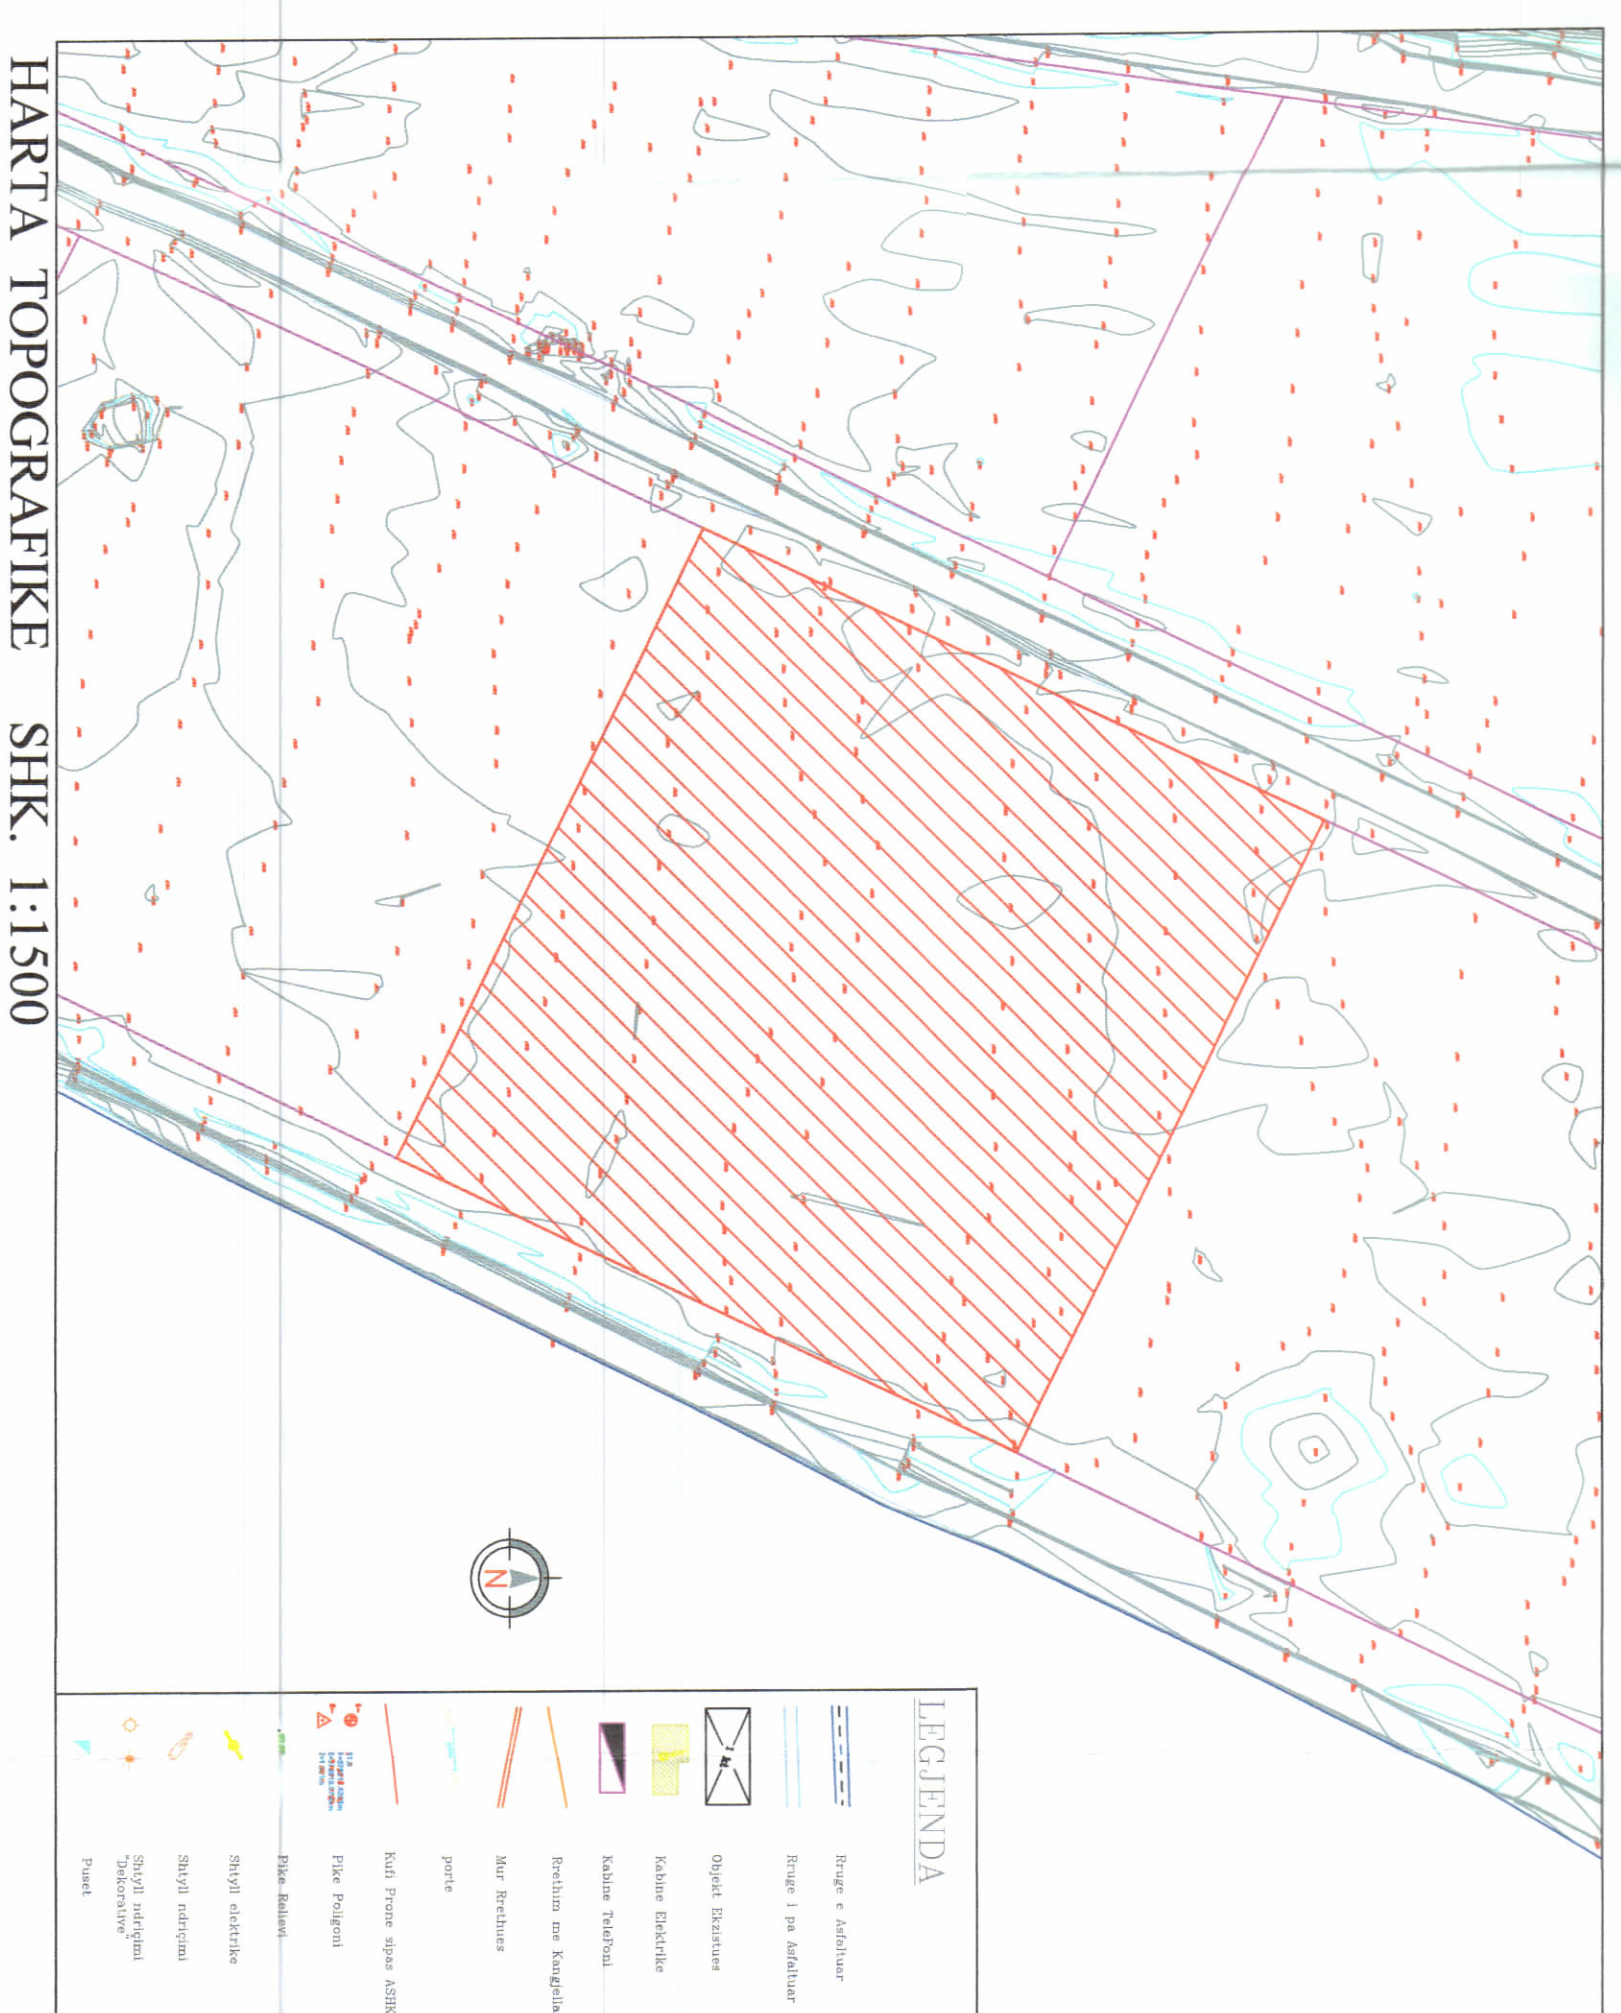 HARTA TOPOGRAFIKE SHK. 1:1500
N
LEGJENDA
Rruge e Asfaltuar
Rruge i pa Asfaltuar
1 kt
Objekt Ekzistues
Kabine Elektrike
Kabine TeleFoni
Rrethim me Kangjella
Mur Rrethues
porte
Kufi Prone sipas ASHK
Pike Poligoni
Pike Relievi
Shtyll elektrike
Shtyll ndriçimi
Shtyll ndriçimi
"Dekorative"
Puset